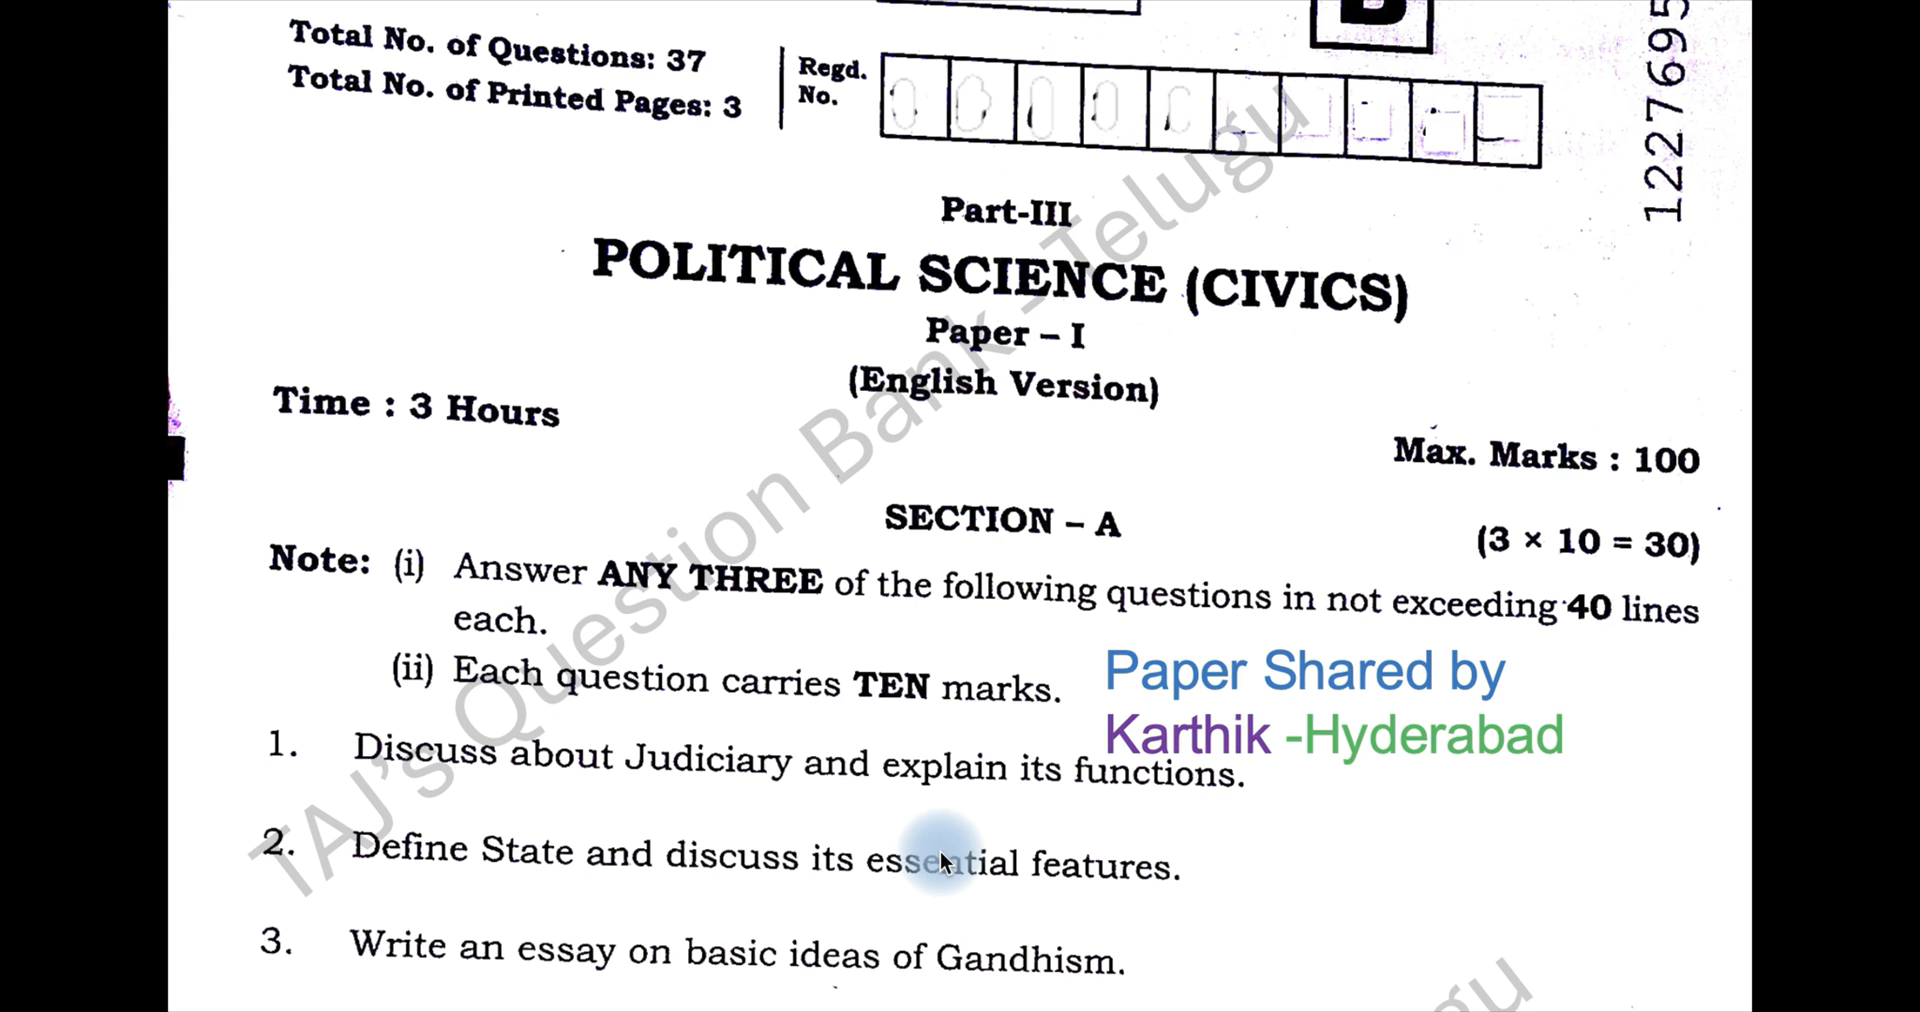 Total No. of Questions: 37
Total No. of Printed Pages: 3
Regd.
No.
1227695
Part-III
POLITICAL SCIENCE (CIVICS)
Paper – I
(English Version)
Time : 3 Hours
Max. Marks : 100
SECTION – A
(3 × 10 = 30)
Note: (i) Answer ANY THREE of the following questions in not exceeding 40 lines
each.
(ii) Each question carries TEN marks.
Paper Shared by
Karthik -Hyderabad
1. Discuss about Judiciary and explain its functions.
2. Define State and discuss its essential features.
3. Write an essay on basic ideas of Gandhism.
TAJ's Question Bank - Telugu